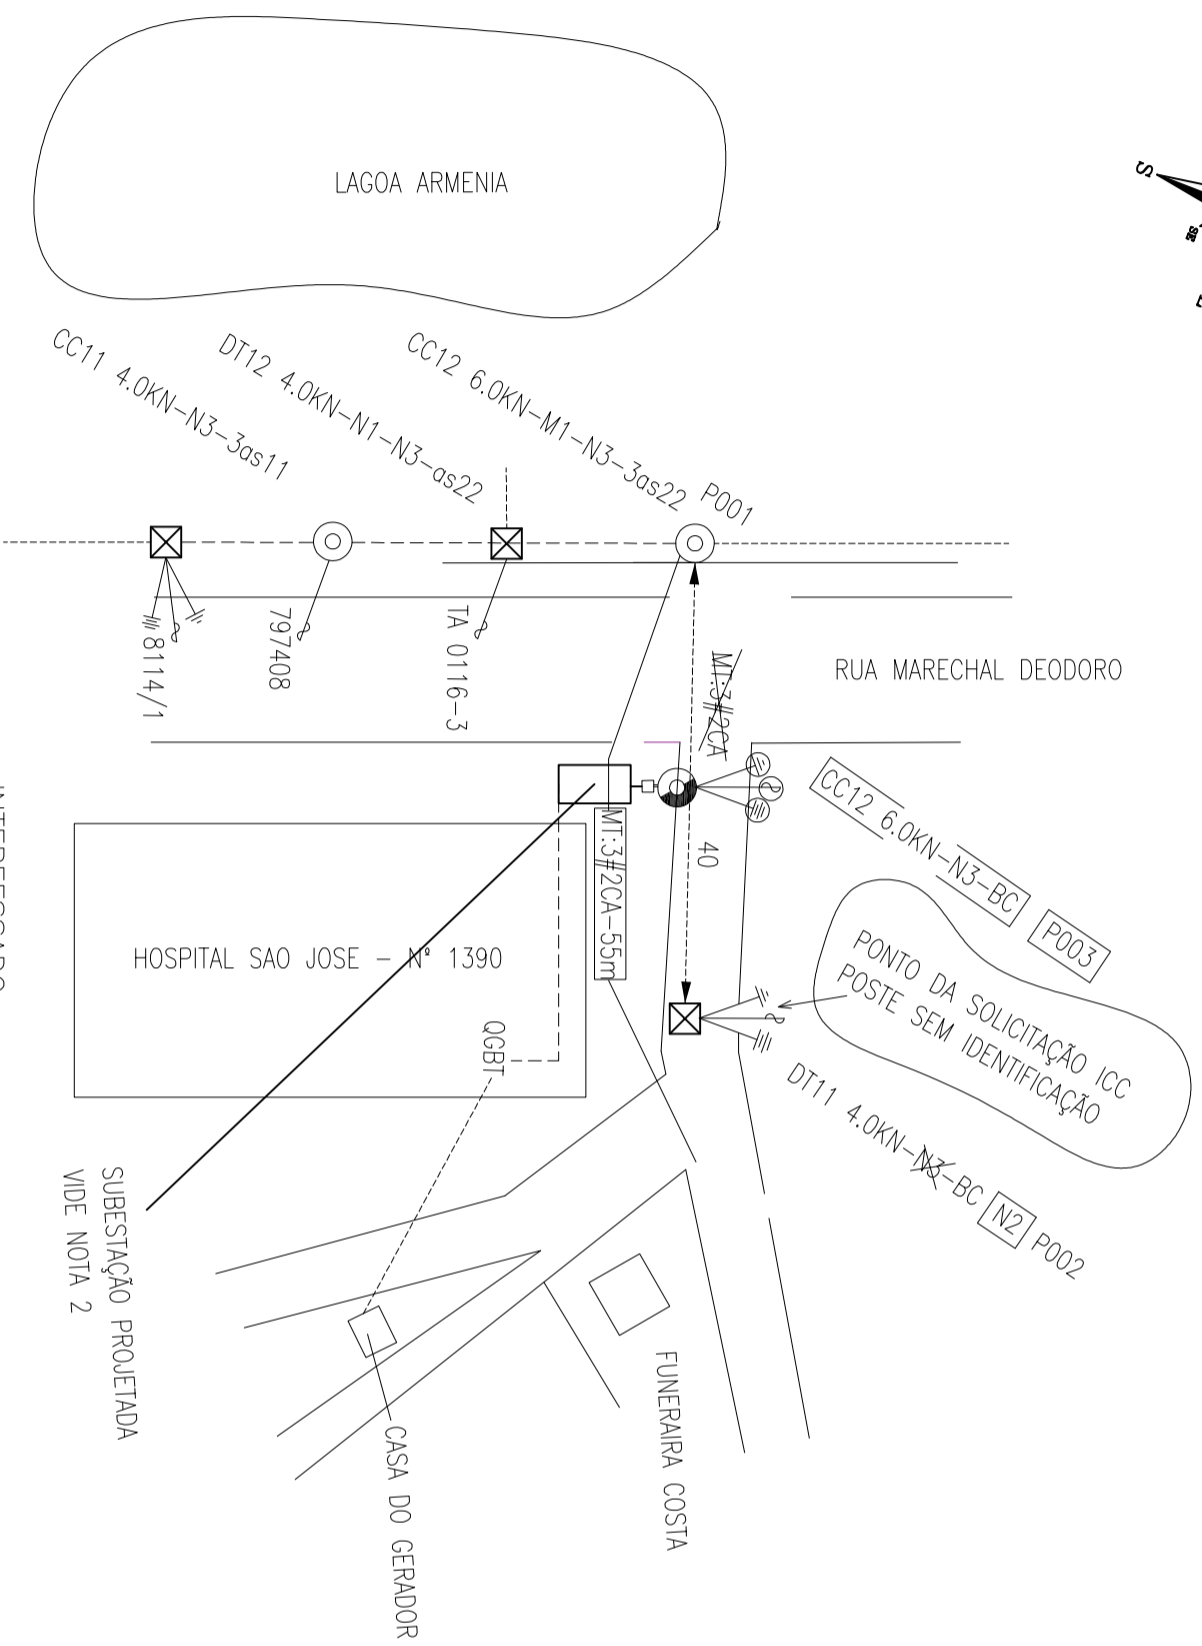 S
SE
LAGOA ARMENIA
CC11 4.0KN-N3-3as11
DT12 4.0KN-N1-N3-as22
CC12 6.0KN-M1-N3-3as22
P001
8114/1
797408
TA 0116-3
MT:3#2CA
RUA MARECHAL DEODORO
CC12 6.0KN-N3-BC
P003
40
MT:3#2CA-55m
HOSPITAL SAO JOSE - Nº 1390
QGBT
PONTO DA SOLICITAÇÃO ICC
POSTE SEM IDENTIFICAÇÃO
DT11 4.0KN-N3-BC
N2
P002
SUBESTAÇÃO PROJETADA
VIDE NOTA 2
FUNERAIRA COSTA
CASA DO GERADOR